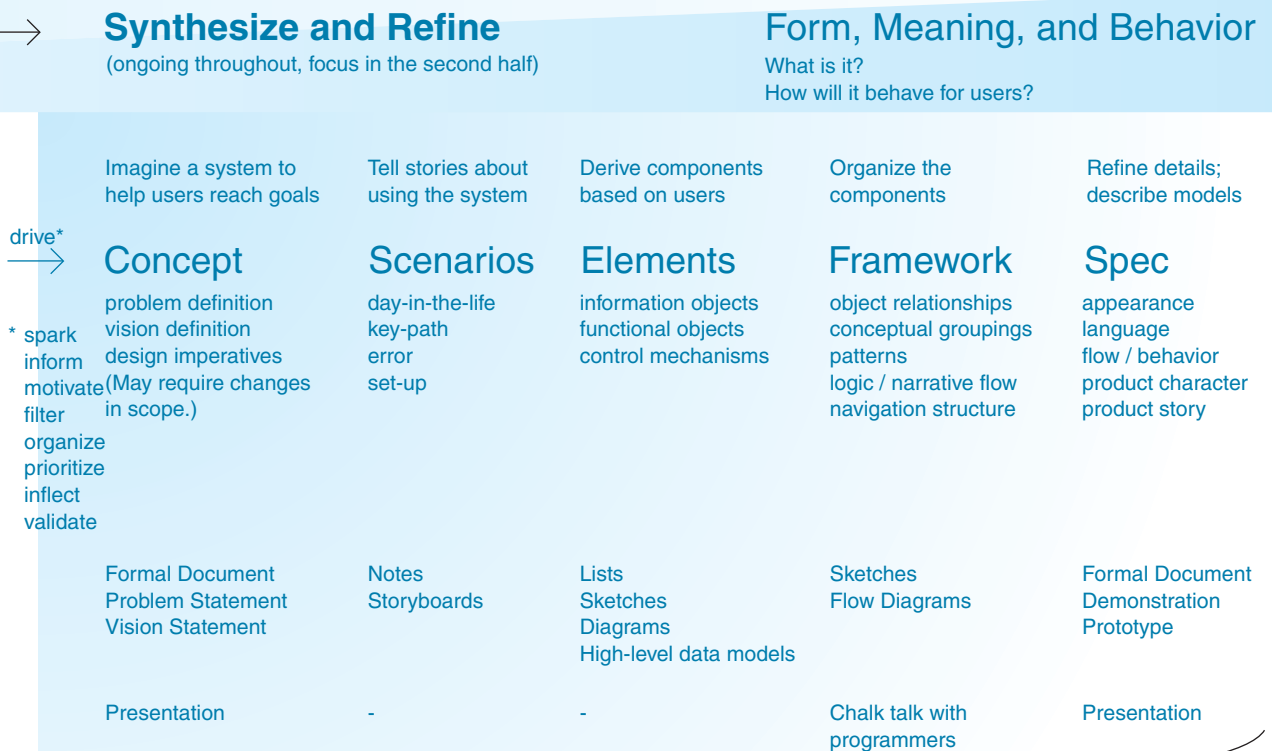 Synthesize and Refine
(ongoing throughout, focus in the second half)
Form, Meaning, and Behavior
What is it?
How will it behave for users?
Imagine a system to
help users reach goals
Tell stories about
using the system
Derive components
based on users
Organize the
components
Refine details;
describe models
drive*
* spark
inform
motivate
filter
organize
prioritize
inflect
validate
Concept
problem definition
vision definition
design imperatives
(May require changes
in scope.)
Scenarios
day-in-the-life
key-path
error
set-up
Elements
information objects
functional objects
control mechanisms
Framework
object relationships
conceptual groupings
patterns
logic / narrative flow
navigation structure
Spec
appearance
language
flow / behavior
product character
product story
Formal Document
Problem Statement
Vision Statement
Notes
Storyboards
Lists
Sketches
Diagrams
High-level data models
Sketches
Flow Diagrams
Formal Document
Demonstration
Prototype
Presentation
-
-
Chalk talk with
programmers
Presentation